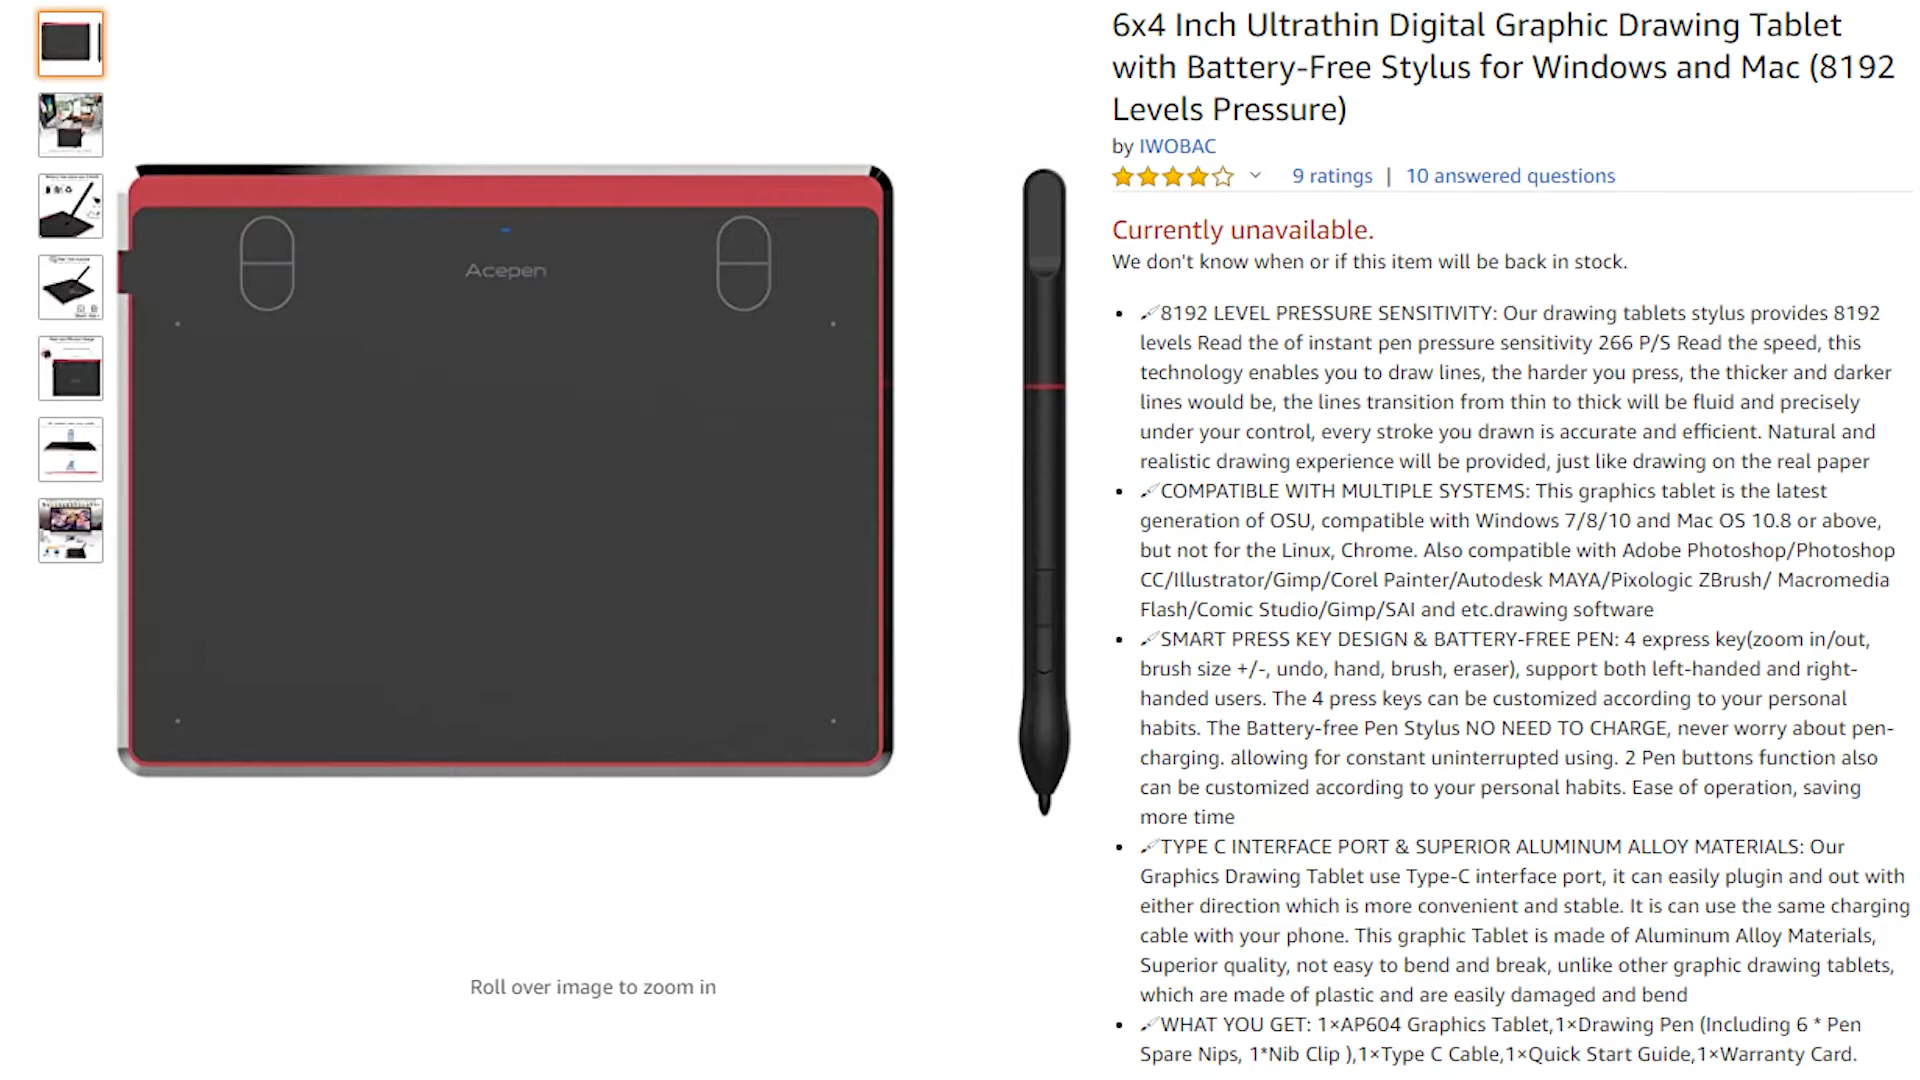 6x4 Inch Ultrathin Digital Graphic Drawing Tablet
with Battery-Free Stylus for Windows and Mac (8192
Levels Pressure)
by IWOBAC
9 ratings | 10 answered questions
Currently unavailable.
We don't know when or if this item will be back in stock.
Acepen
• 🖌8192 LEVEL PRESSURE SENSITIVITY: Our drawing tablets stylus provides 8192
levels Read the of instant pen pressure sensitivity 266 P/S Read the speed, this
technology enables you to draw lines, the harder you press, the thicker and darker
lines would be, the lines transition from thin to thick will be fluid and precisely
under your control, every stroke you drawn is accurate and efficient. Natural and
realistic drawing experience will be provided, just like drawing on the real paper
• 🖌COMPATIBLE WITH MULTIPLE SYSTEMS: This graphics tablet is the latest
generation of OSU, compatible with Windows 7/8/10 and Mac OS 10.8 or above,
but not for the Linux, Chrome. Also compatible with Adobe Photoshop/Photoshop
CC/Illustrator/Gimp/Corel Painter/Autodesk MAYA/Pixologic ZBrush/ Macromedia
Flash/Comic Studio/Gimp/SAI and etc.drawing software
• 🖌SMART PRESS KEY DESIGN & BATTERY-FREE PEN: 4 express key(zoom in/out,
brush size +/-, undo, hand, brush, eraser), support both left-handed and right-
handed users. The 4 press keys can be customized according to your personal
habits. The Battery-free Pen Stylus NO NEED TO CHARGE, never worry about pen-
charging. allowing for constant uninterrupted using. 2 Pen buttons function also
can be customized according to your personal habits. Ease of operation, saving
more time
• 🖌TYPE C INTERFACE PORT & SUPERIOR ALUMINUM ALLOY MATERIALS: Our
Graphics Drawing Tablet use Type-C interface port, it can easily plugin and out with
either direction which is more convenient and stable. It is can use the same charging
cable with your phone. This graphic Tablet is made of Aluminum Alloy Materials,
Superior quality, not easy to bend and break, unlike other graphic drawing tablets,
which are made of plastic and are easily damaged and bend
• 🖌WHAT YOU GET: 1×AP604 Graphics Tablet,1×Drawing Pen (Including 6 * Pen
Spare Nips, 1*Nib Clip ),1×Type C Cable,1×Quick Start Guide,1×Warranty Card.
Roll over image to zoom in